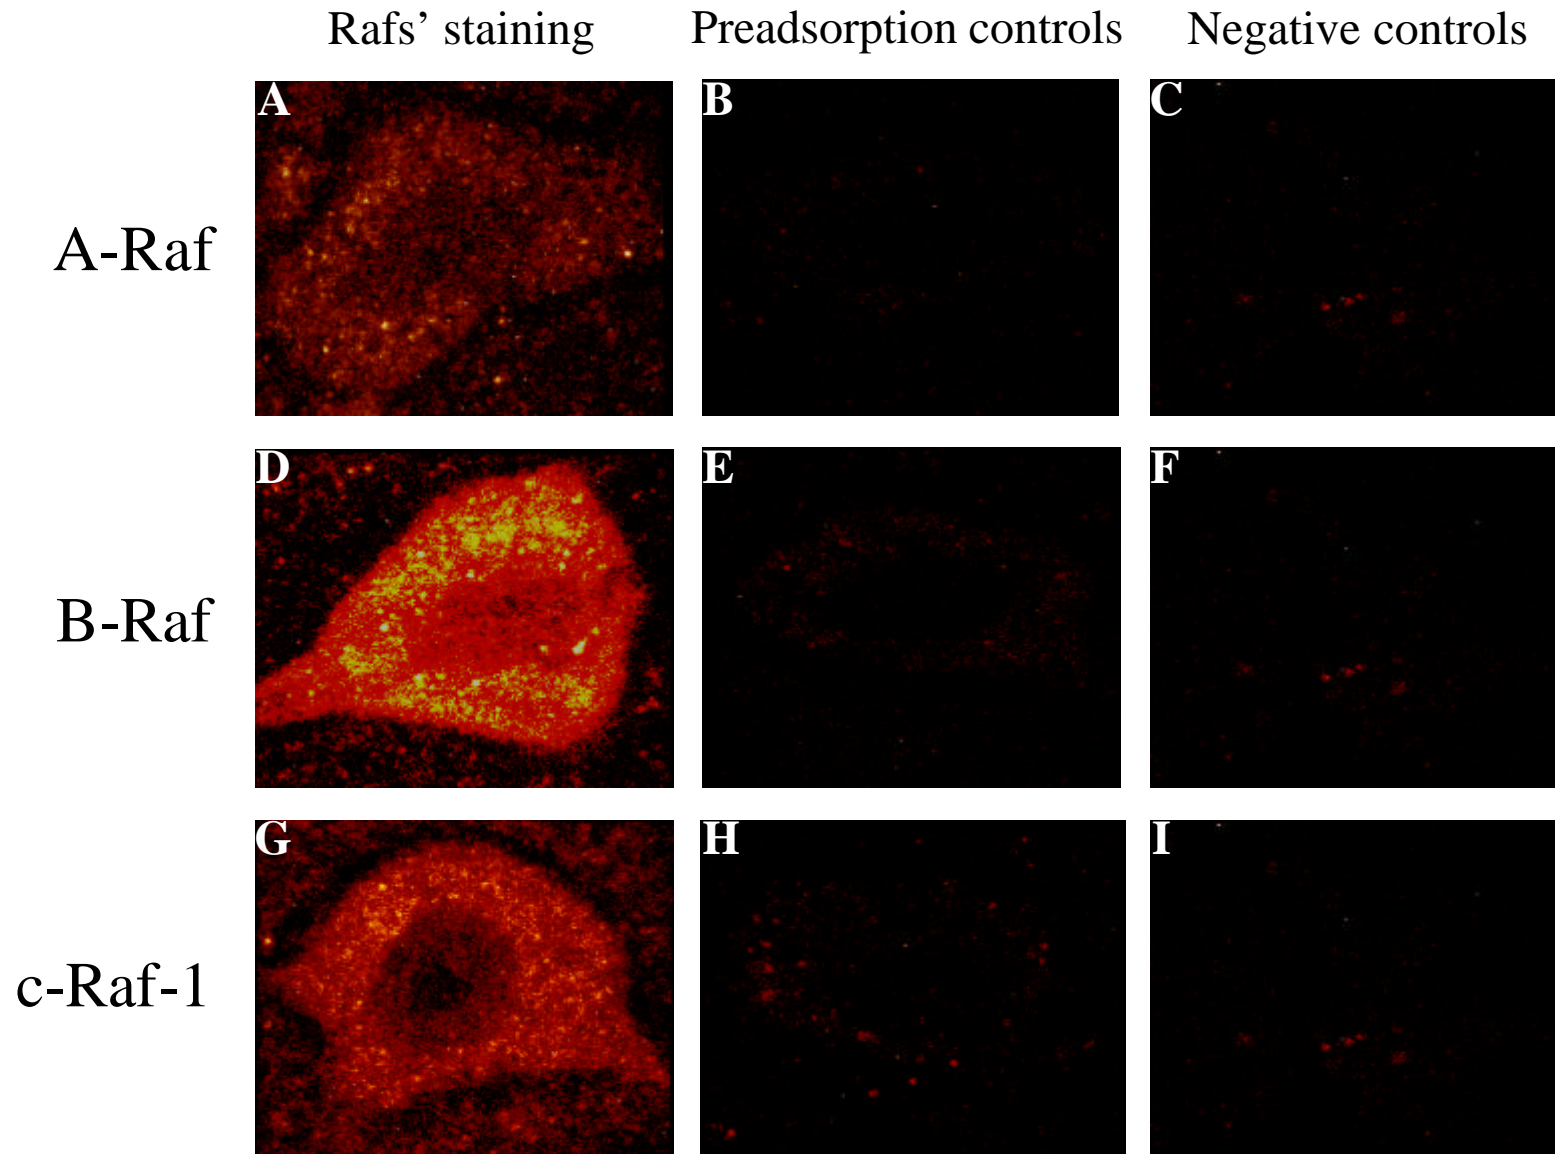 Rafs’ staining Preadsorption controls Negative controls
A B C
A-Raf
D E F
B-Raf
G H I
c-Raf-1